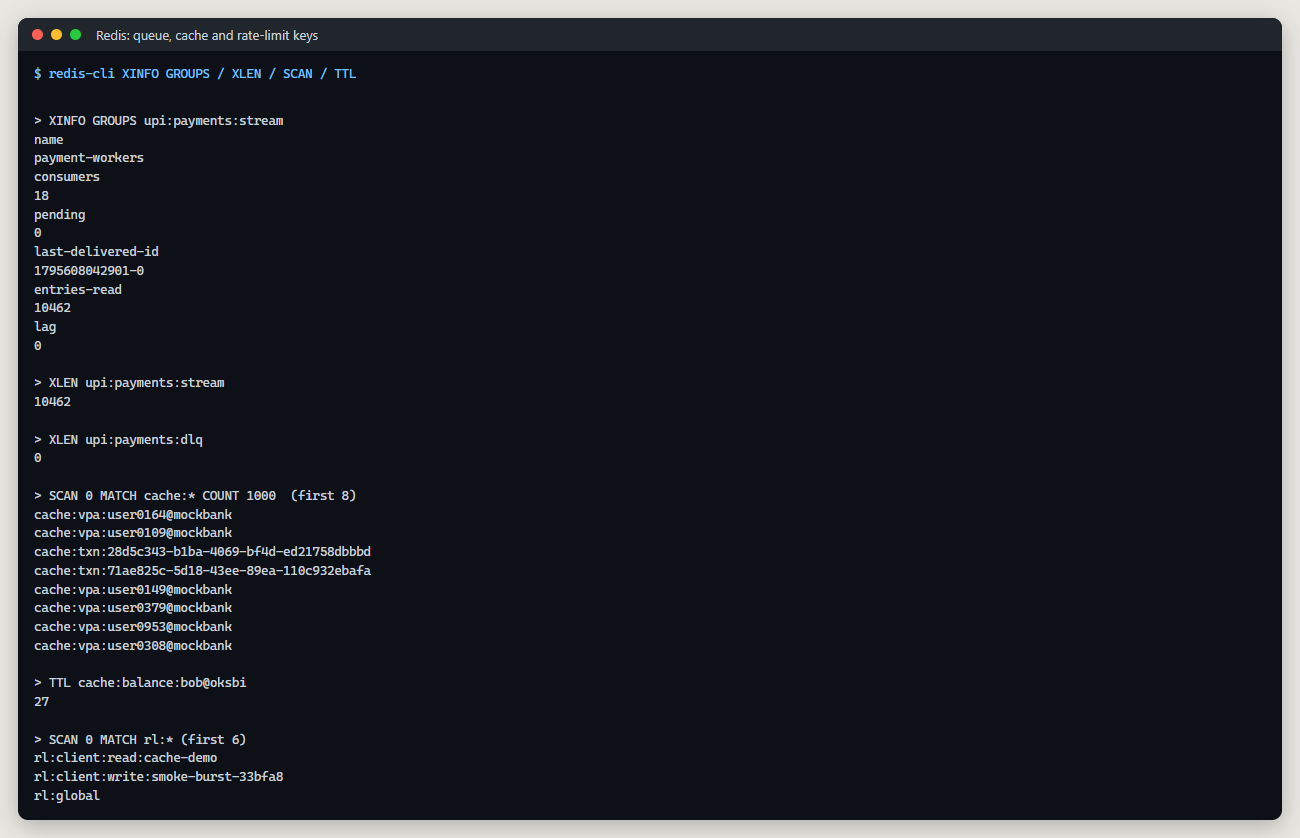 Redis: queue, cache and rate-limit keys
$ redis-cli XINFO GROUPS / XLEN / SCAN / TTL
> XINFO GROUPS upi:payments:stream
name
payment-workers
consumers
18
pending
0
last-delivered-id
1795608042901-0
entries-read
10462
lag
0
> XLEN upi:payments:stream
10462
> XLEN upi:payments:dlq
0
> SCAN 0 MATCH cache:* COUNT 1000  (first 8)
cache:vpa:user0164@mockbank
cache:vpa:user0109@mockbank
cache:txn:28d5c343-b1ba-4069-bf4d-ed21758dbbbd
cache:txn:71ae825c-5d18-43ee-89ea-110c932ebafa
cache:vpa:user0149@mockbank
cache:vpa:user0379@mockbank
cache:vpa:user0953@mockbank
cache:vpa:user0308@mockbank
> TTL cache:balance:bob@oksbi
27
> SCAN 0 MATCH rl:* (first 6)
rl:client:read:cache-demo
rl:client:write:smoke-burst-33bfa8
rl:global